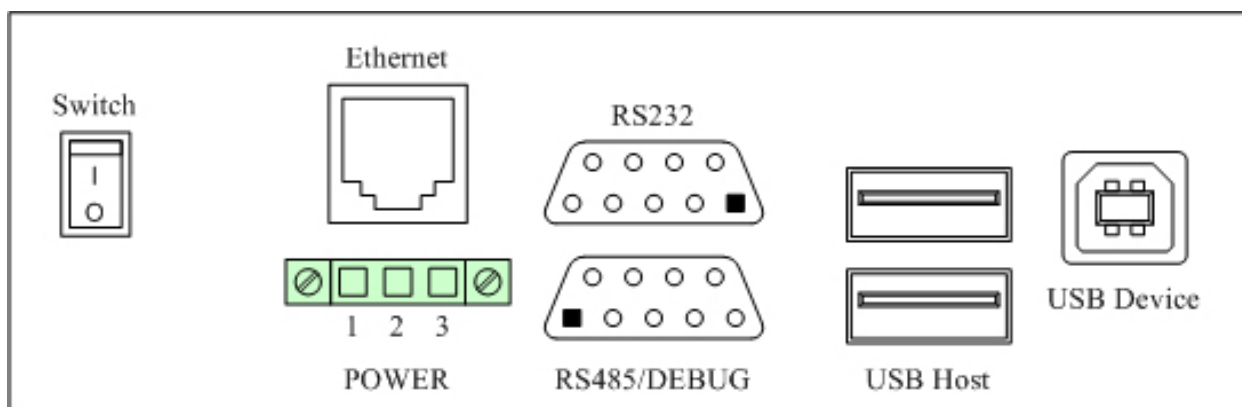 Ethernet
Switch
RS232
I
O
1 2 3
POWER
RS485/DEBUG
USB Host
USB Device